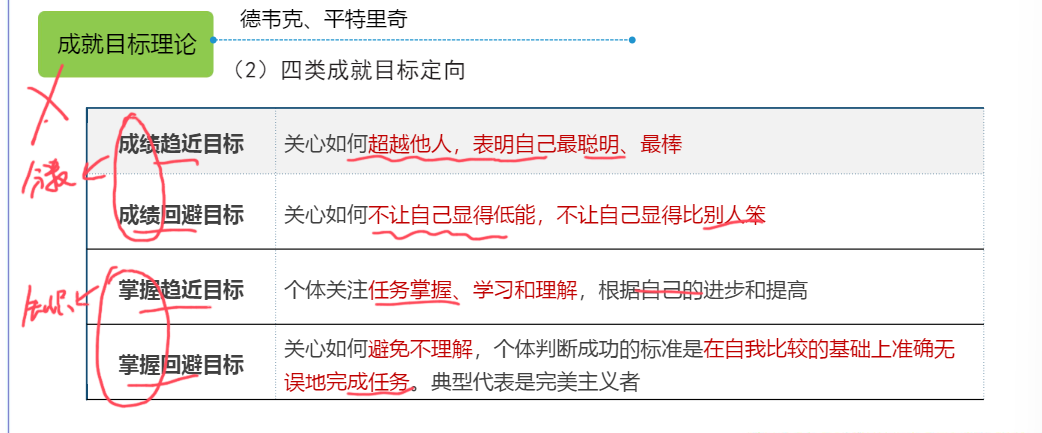 德韦克、平特里奇
成就目标理论
（2）四类成就目标定向
成绩趋近目标 关心如何超越他人，表明自己最聪明、最棒
分数
成绩回避目标 关心如何不让自己显得低能，不让自己显得比别人笨
掌握趋近目标 个体关注任务掌握、学习和理解，根据自己的进步和提高
掌握回避目标 关心如何避免不理解，个体判断成功的标准是在自我比较的基础上准确无
误地完成任务。典型代表是完美主义者